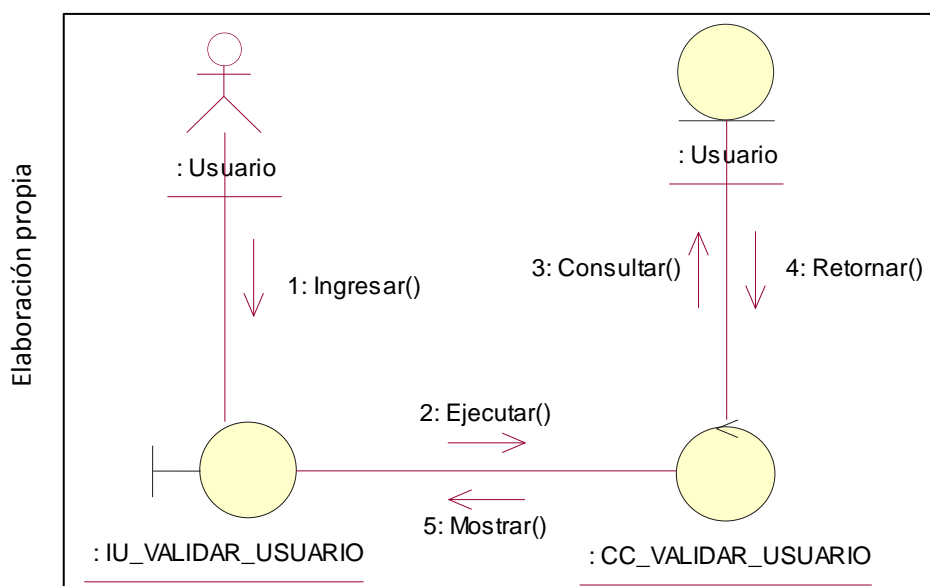 Elaboración propia
: Usuario
: Usuario
1: Ingresar()
3: Consultar()
4: Retornar()
2: Ejecutar()
5: Mostrar()
: IU_VALIDAR_USUARIO
: CC_VALIDAR_USUARIO